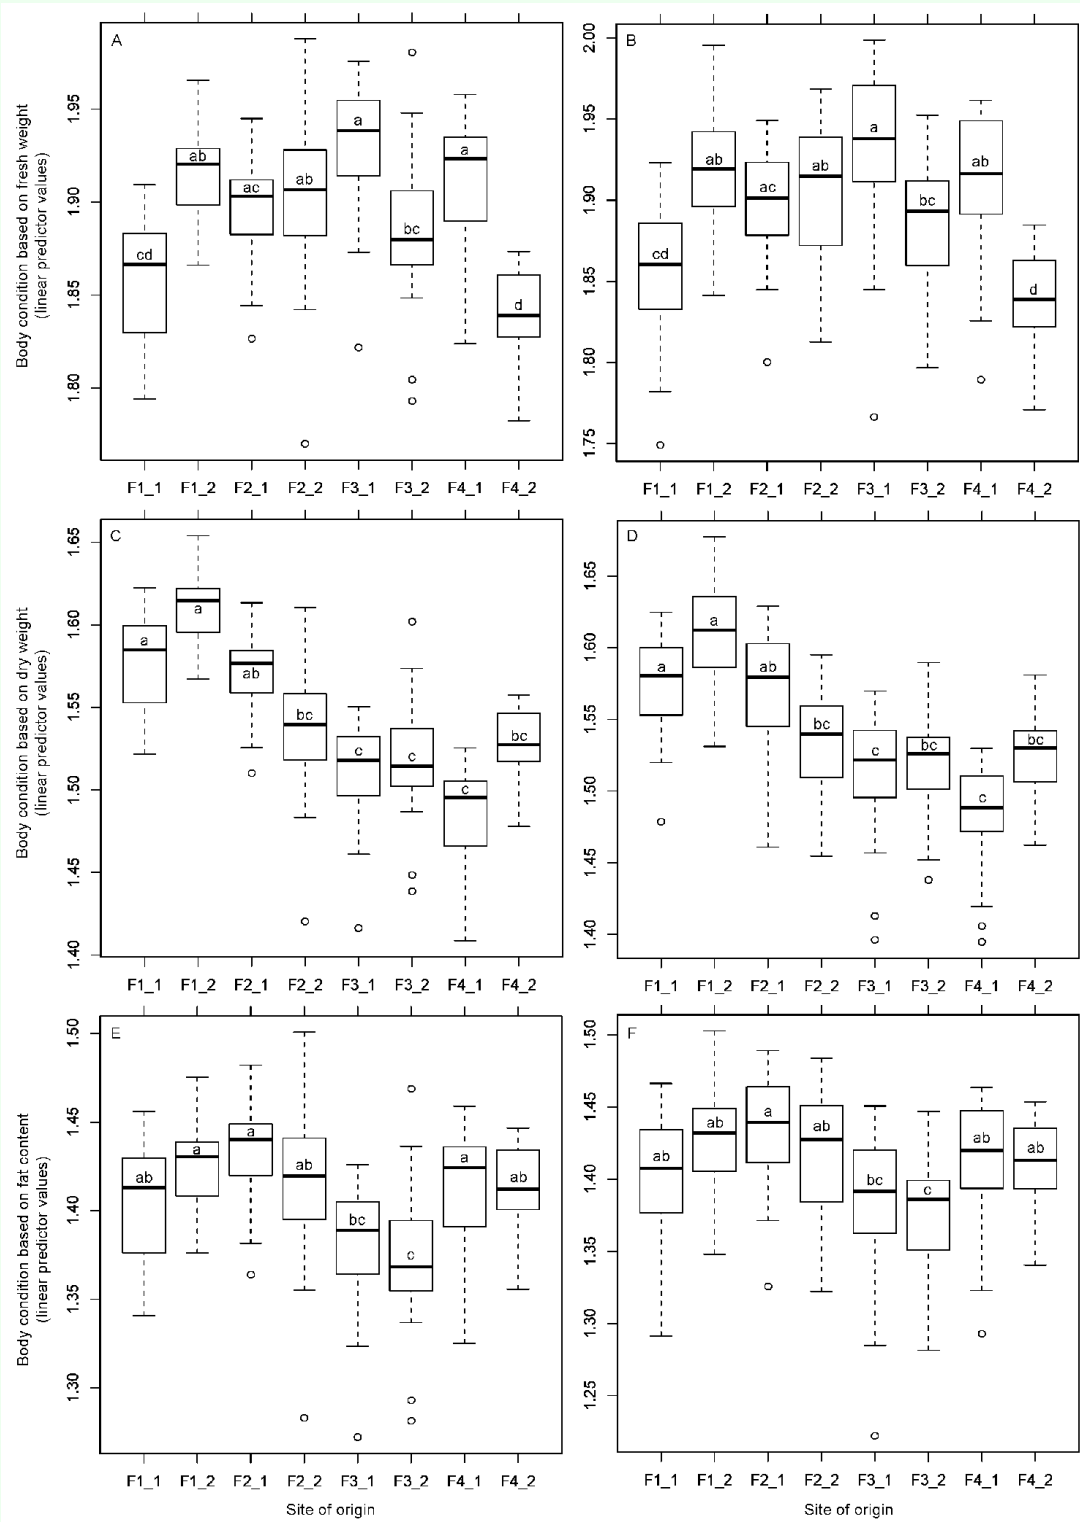 A
Body condition based on fresh weight
(linear predictor values)
1.95
1.90
1.85
1.80
cd
ab
ac
ab
a
bc
a
d
F1_1 F1_2 F2_1 F2_2 F3_1 F3_2 F4_1 F4_2
B
2.00
1.95
1.90
1.85
1.80
1.75
cd
ab
ac
ab
a
bc
ab
d
F1_1 F1_2 F2_1 F2_2 F3_1 F3_2 F4_1 F4_2
C
Body condition based on dry weight
(linear predictor values)
1.65
1.60
1.55
1.50
1.45
1.40
a
a
ab
bc
c
c
c
bc
F1_1 F1_2 F2_1 F2_2 F3_1 F3_2 F4_1 F4_2
D
1.65
1.60
1.55
1.50
1.45
1.40
a
a
ab
bc
c
bc
c
bc
F1_1 F1_2 F2_1 F2_2 F3_1 F3_2 F4_1 F4_2
E
Body condition based on fat content
(linear predictor values)
1.50
1.45
1.40
1.35
1.30
ab
a
a
ab
bc
c
a
ab
F1_1 F1_2 F2_1 F2_2 F3_1 F3_2 F4_1 F4_2
Site of origin
F
1.50
1.45
1.40
1.35
1.30
1.25
ab
ab
a
ab
bc
c
ab
ab
F1_1 F1_2 F2_1 F2_2 F3_1 F3_2 F4_1 F4_2
Site of origin